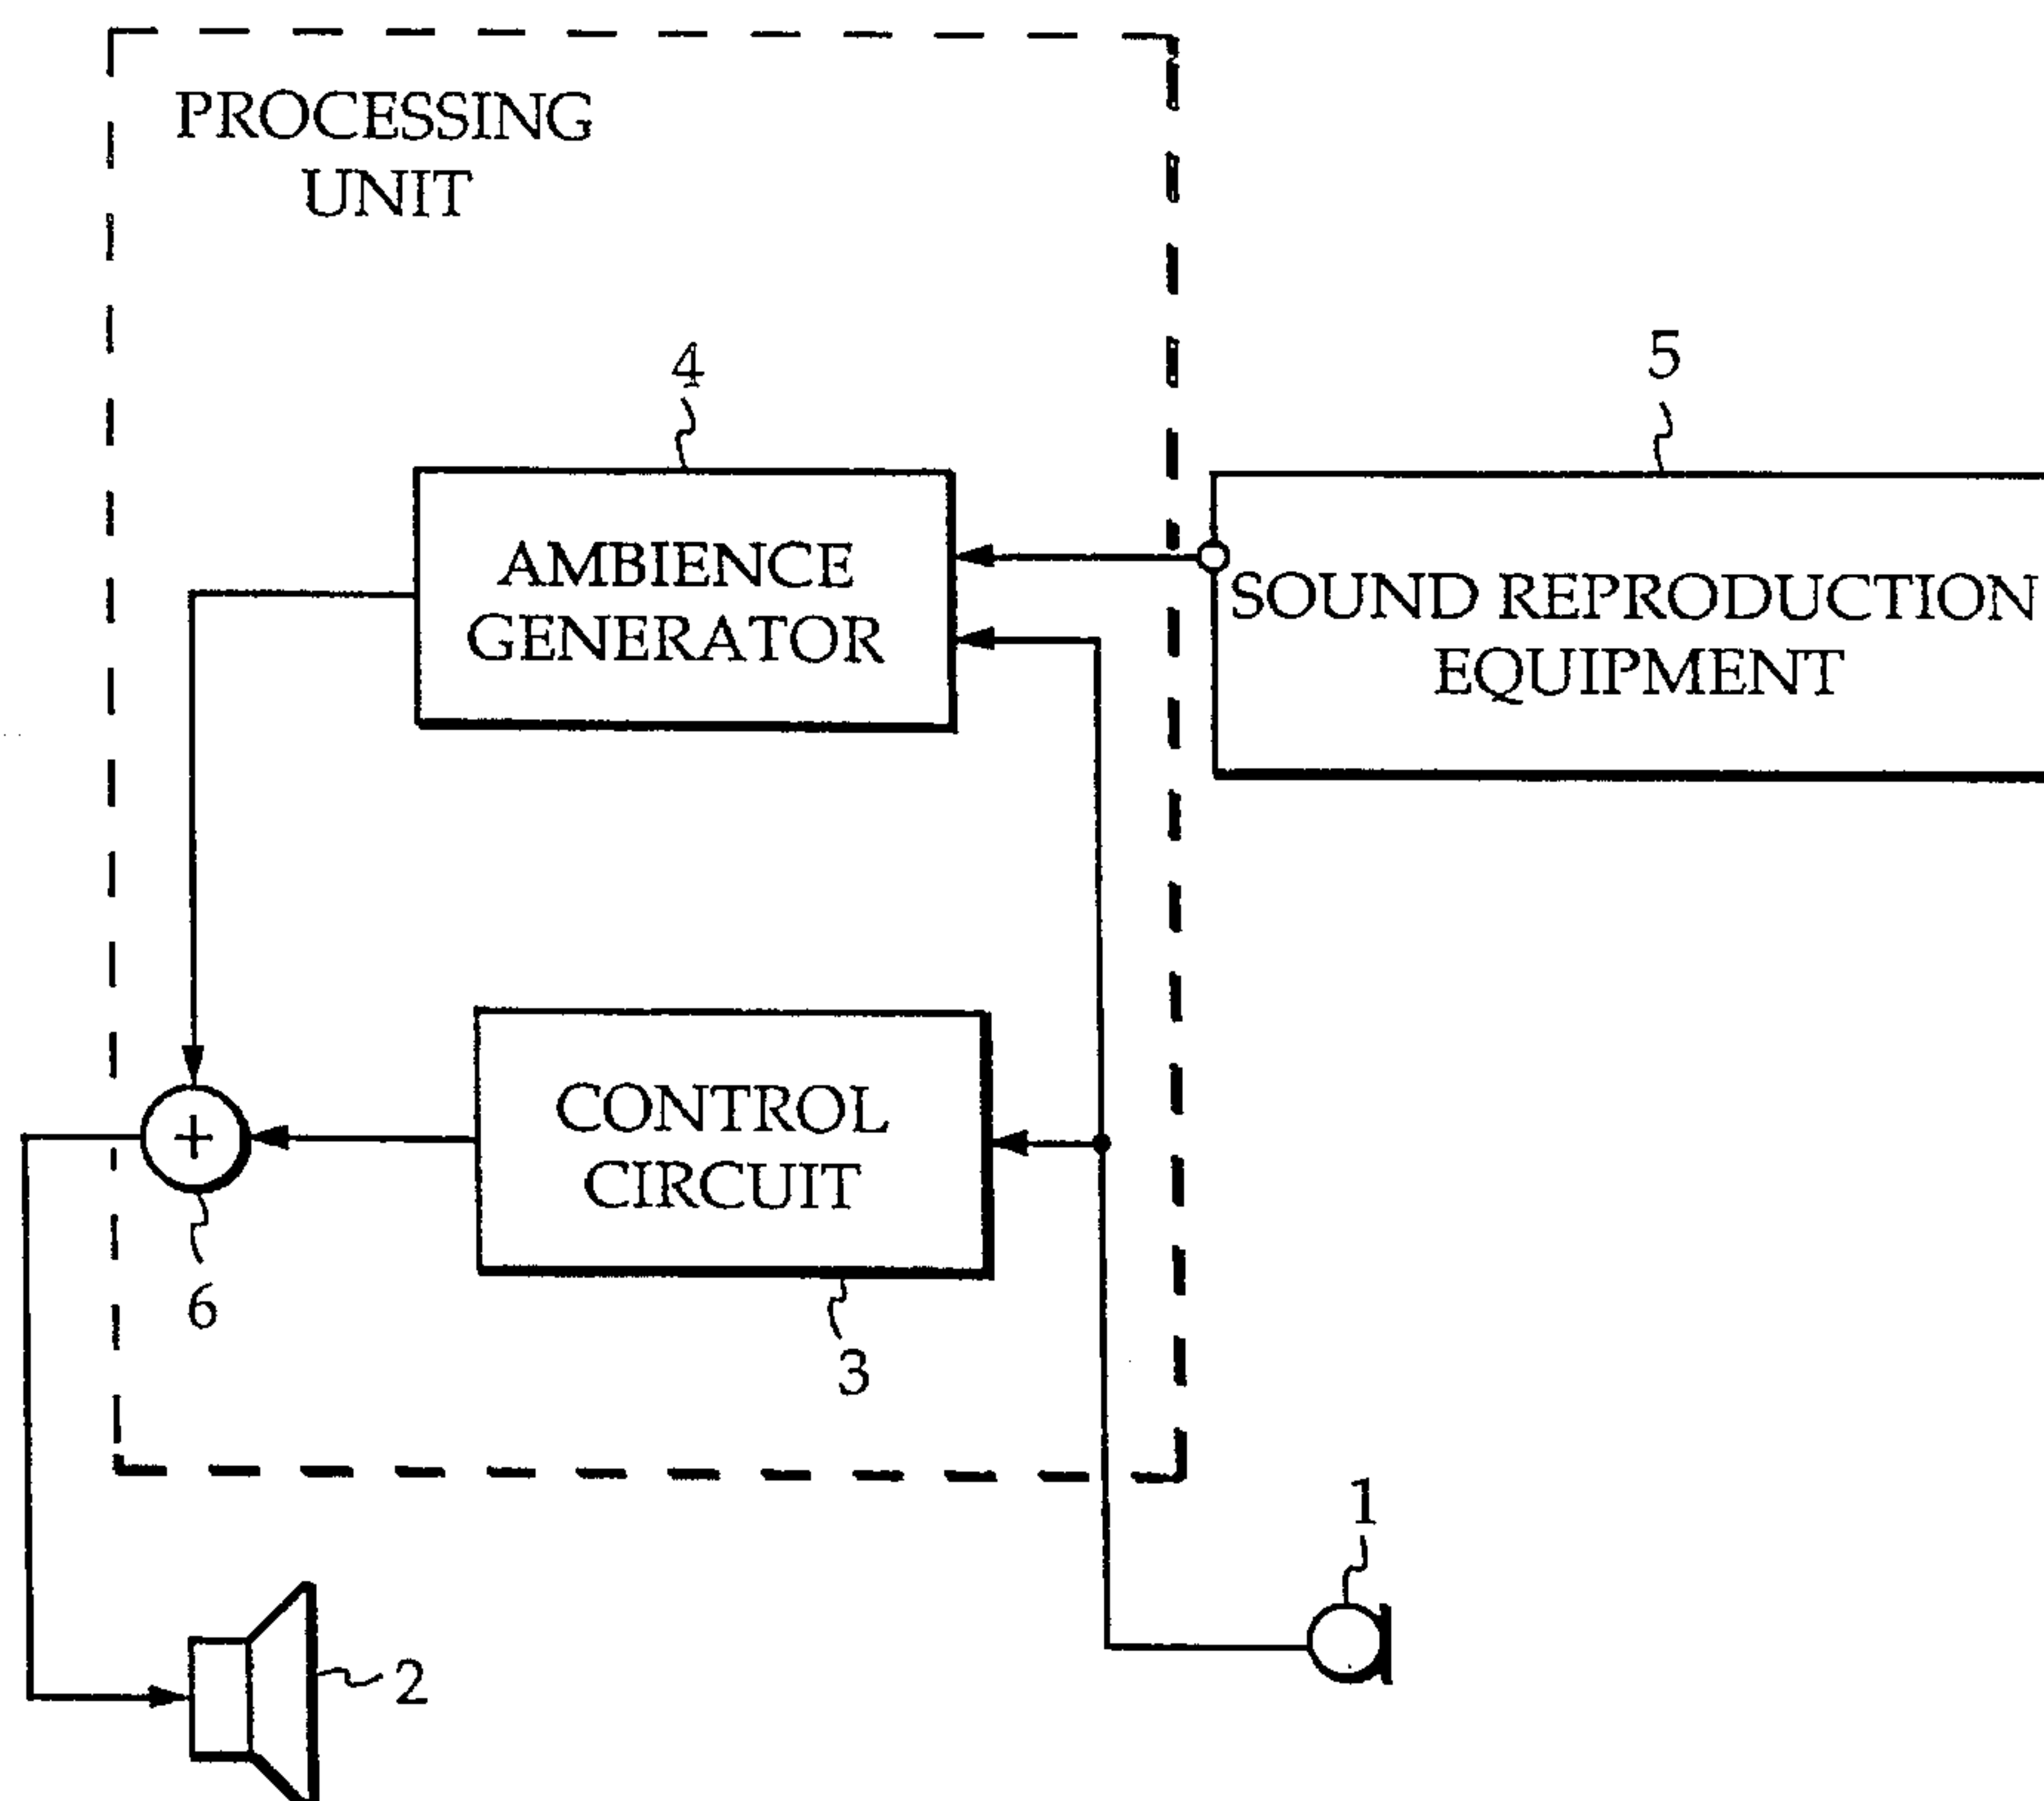 PROCESSING
UNIT
4
5
AMBIENCE
GENERATOR
SOUND REPRODUCTION
EQUIPMENT
CONTROL
CIRCUIT
+
6
3
1
2